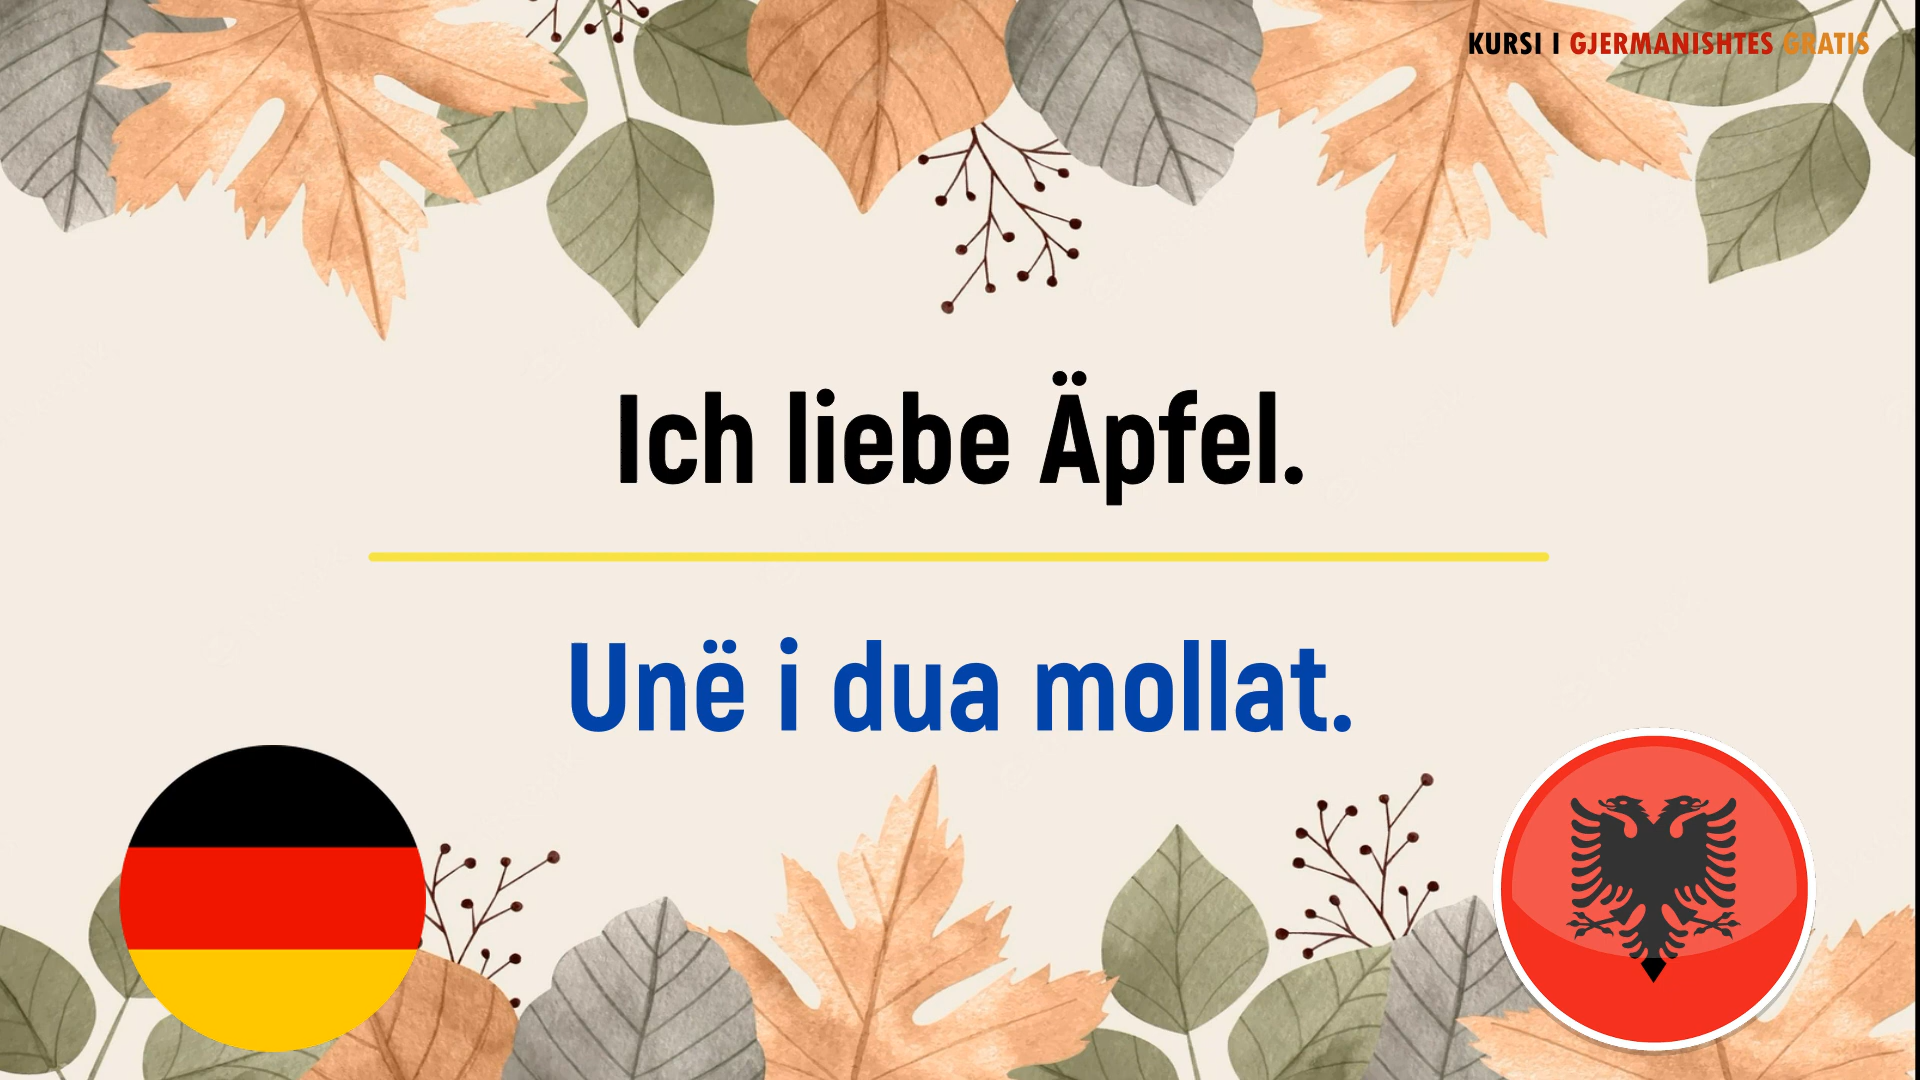 KURSI I GJERMANISHTES GRATIS
Ich liebe Äpfel.
Unë i dua mollat.